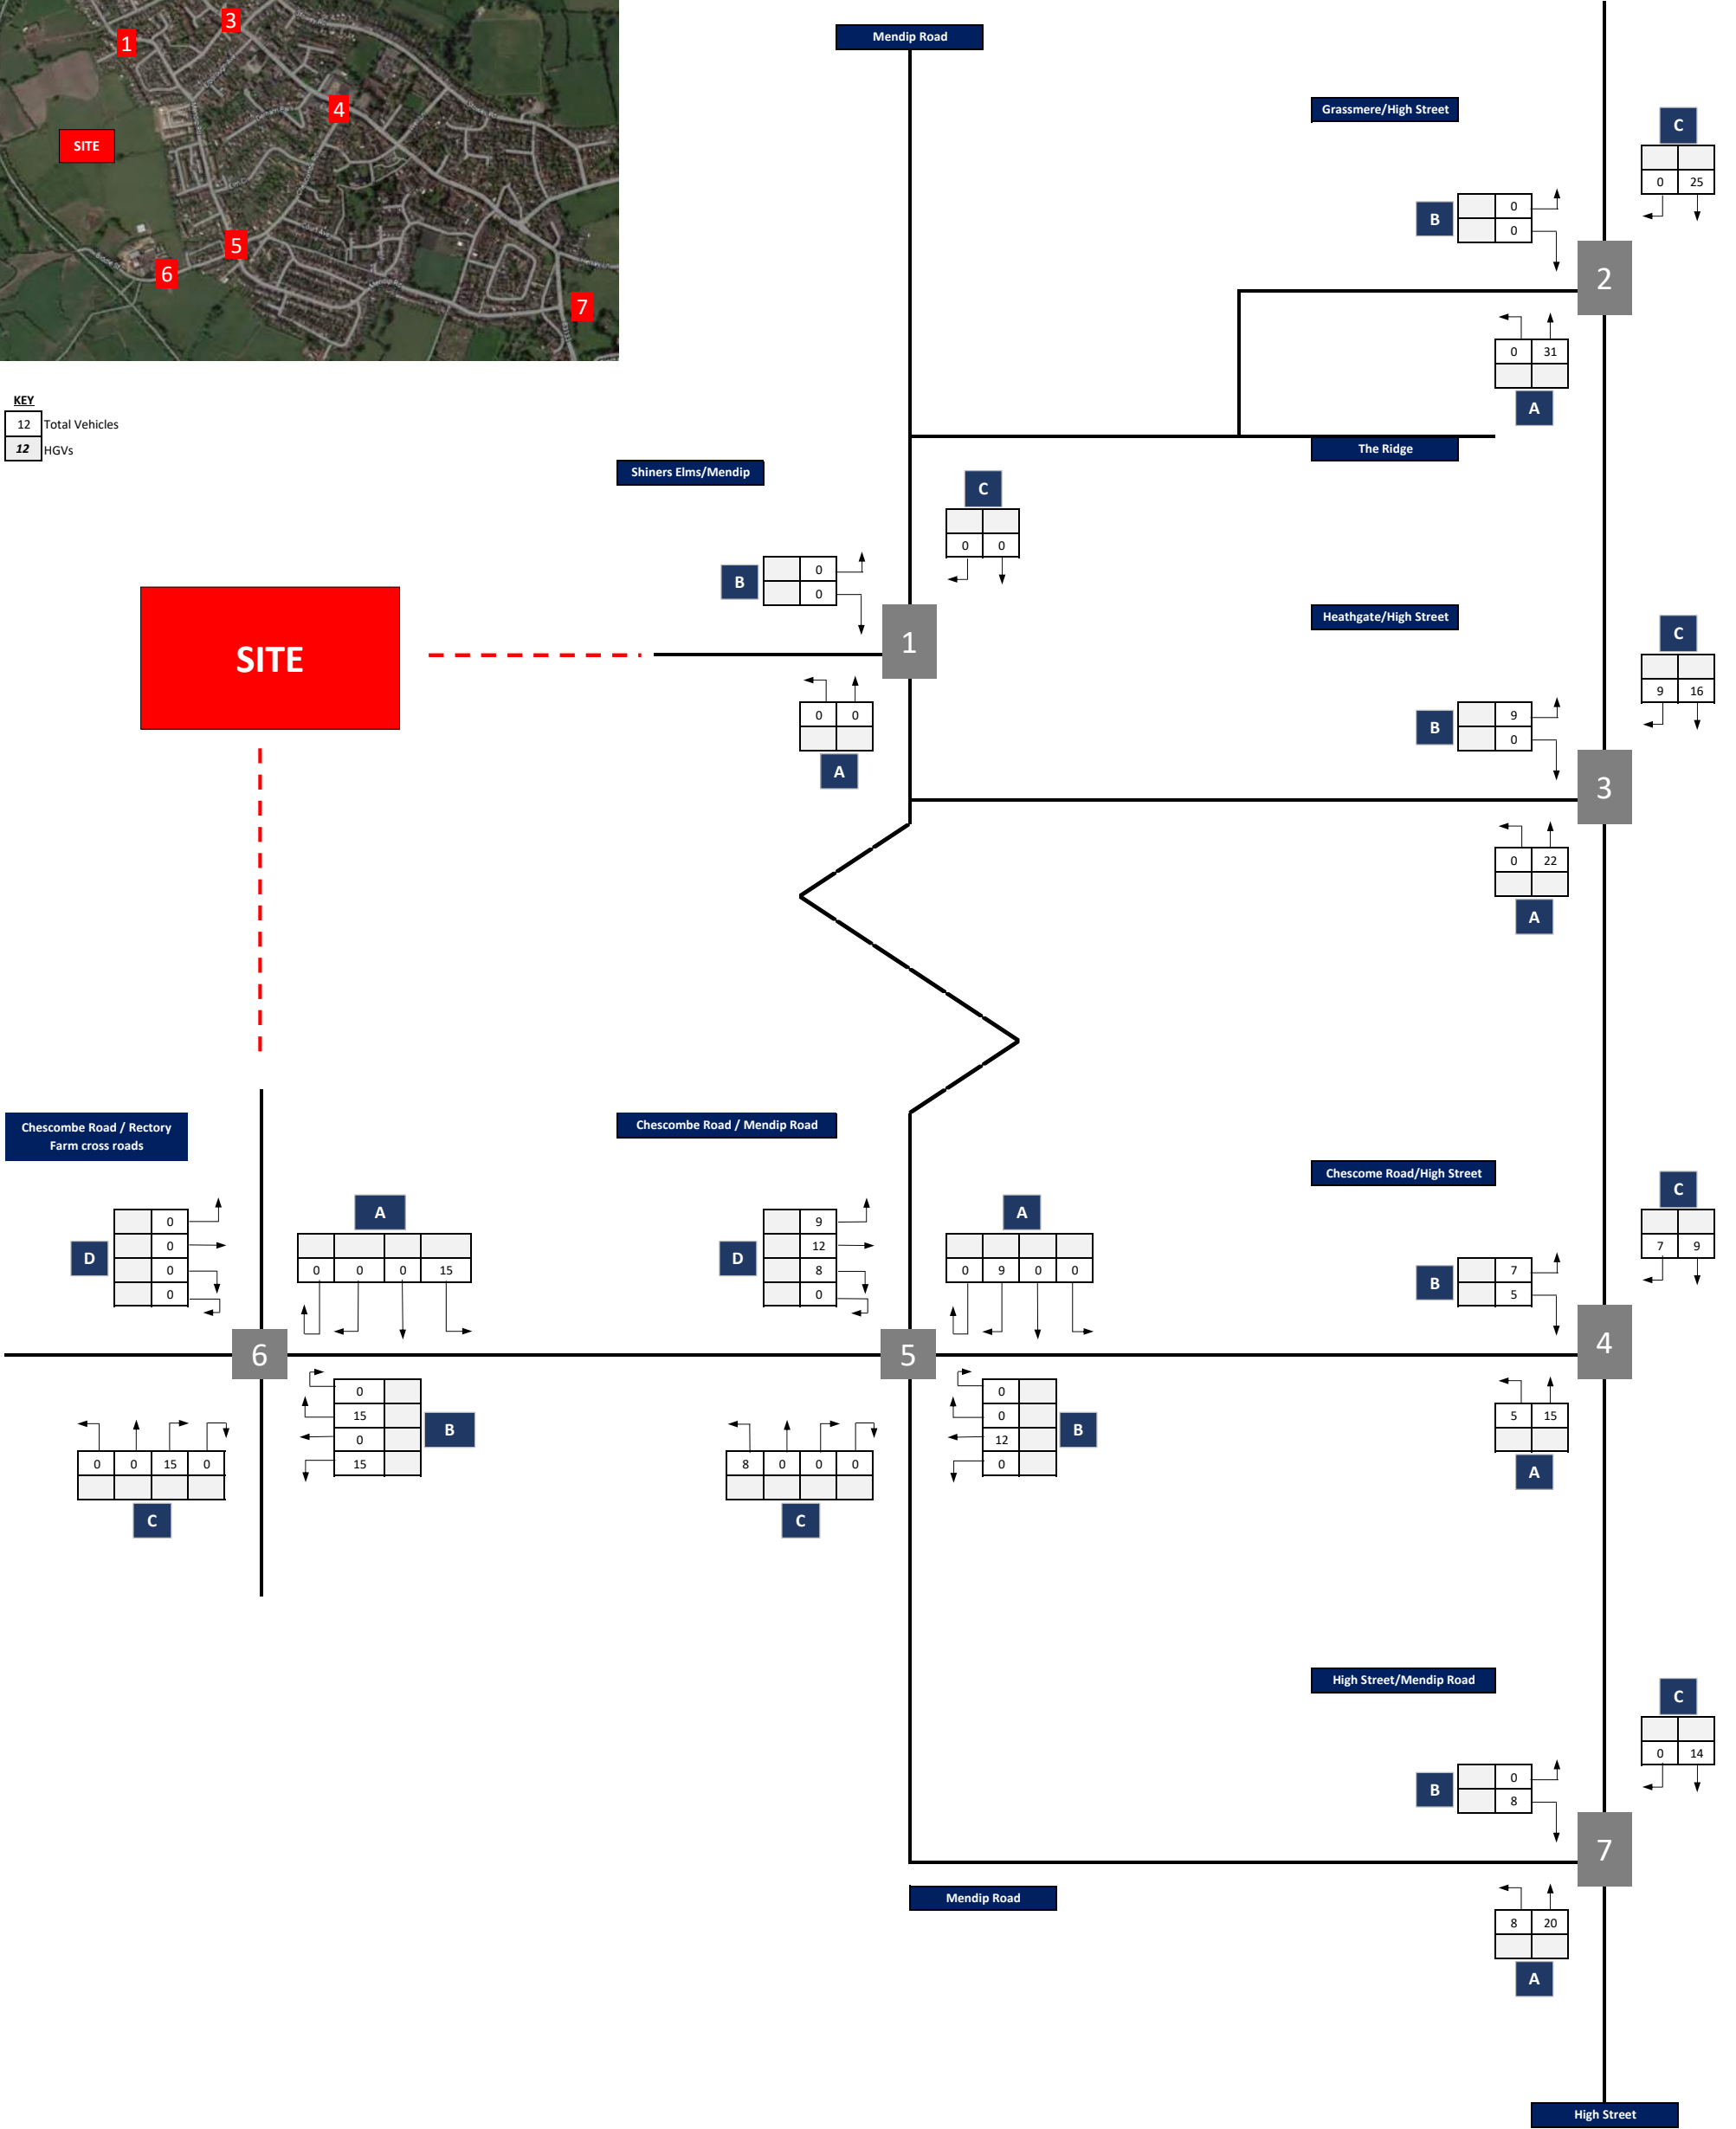 3
1
4
SITE
5
6
7
Mendip Road
Grassmere/High Street
C
0 25
B
0
0
2
0 31
A
KEY
12 Total Vehicles
12 HGVs
The Ridge
Shiners Elms/Mendip
C
0 0
B
0
0
SITE
1
0 0
A
Heathgate/High Street
C
9 16
B
9
0
3
0 22
A
Chescombe Road / Rectory
Farm cross roads
D
0
0
0
0
A
0 0 0 15
6
0
15
0
15
B
0 0 15 0
C
Chescombe Road / Mendip Road
D
9
12
8
0
A
0 9 0 0
5
0
0
12
0
B
8 0 0 0
C
Chescome Road/High Street
C
7 9
B
7
5
4
5 15
A
High Street/Mendip Road
C
0 14
B
0
8
7
Mendip Road
8 20
A
High Street